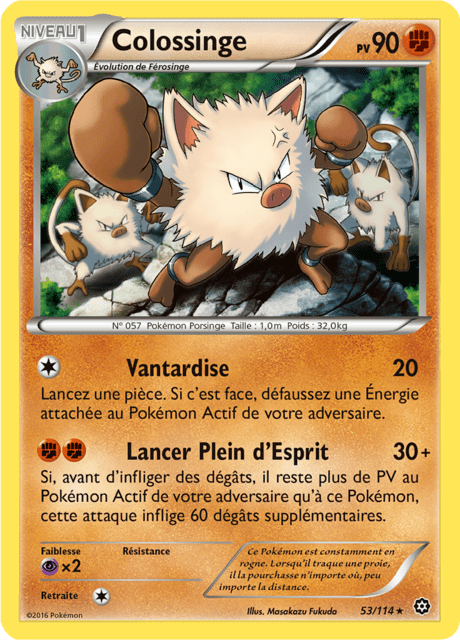 NIVEAU 1
Colossinge
PV 90
Évolution de Férosinge
N° 057 Pokémon Porsinge Taille : 1,0m Poids : 32,0kg
Vantardise 20
Lancez une pièce. Si c'est face, défaussez une Énergie
attachée au Pokémon Actif de votre adversaire.
Lancer Plein d'Esprit 30+
Si, avant d'infliger des dégâts, il reste plus de PV au
Pokémon Actif de votre adversaire qu'à ce Pokémon,
cette attaque inflige 60 dégâts supplémentaires.
Faiblesse Résistance
×2
Retraite
Ce Pokémon est constamment en
rogne. Lorsqu'il traque une proie,
il la pourchasse n'importe où, peu
importe la distance.
Illus. Masakazu Fukuda 53/114 ★
©2016 Pokémon